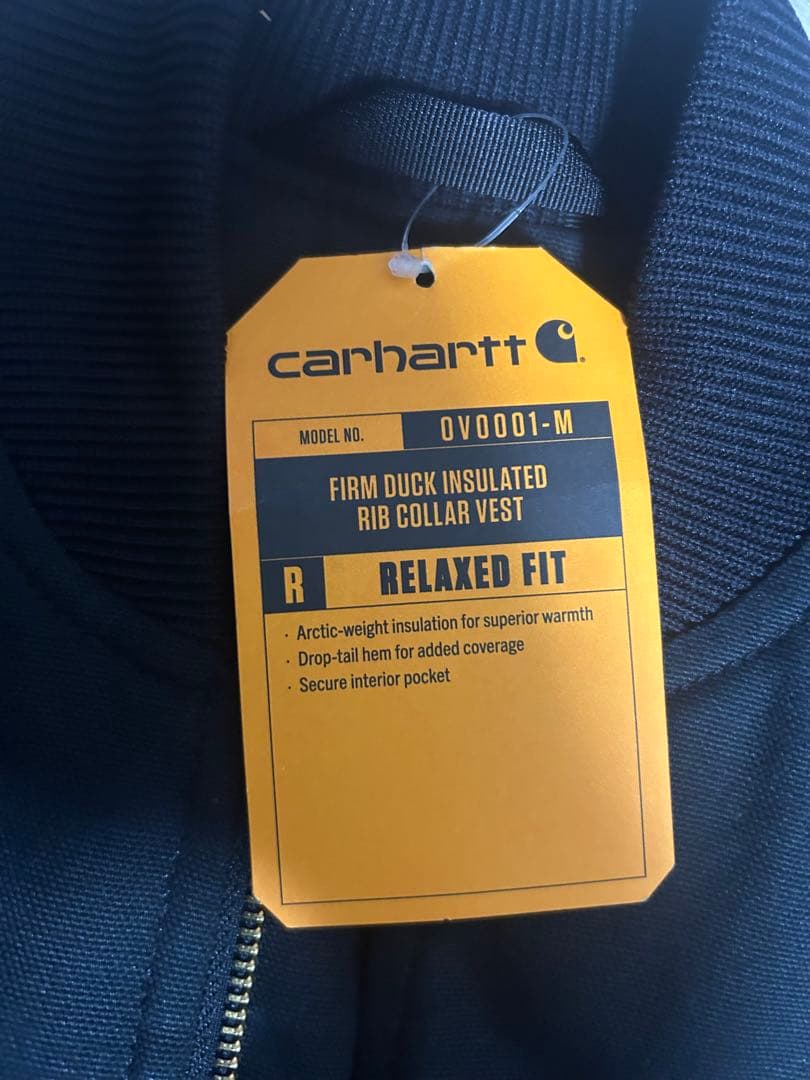 carhartt
MODEL NO. 0V0001-M
FIRM DUCK INSULATED
RIB COLLAR VEST
R RELAXED FIT
· Arctic-weight insulation for superior warmth
· Drop-tail hem for added coverage
· Secure interior pocket